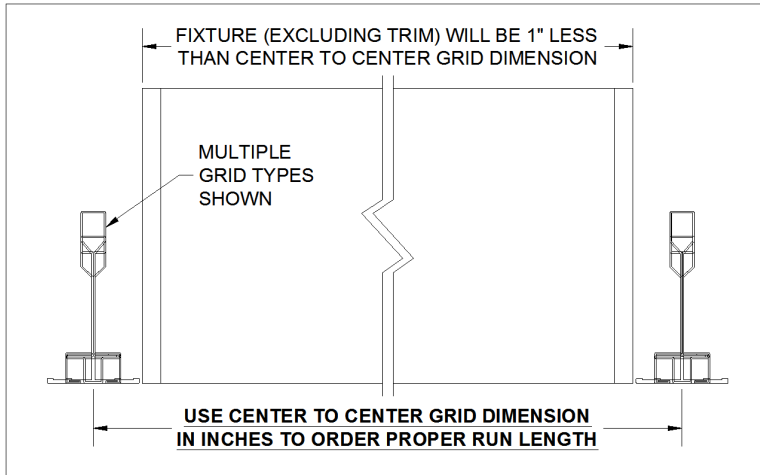 FIXTURE (EXCLUDING TRIM) WILL BE 1" LESS
THAN CENTER TO CENTER GRID DIMENSION
MULTIPLE
GRID TYPES
SHOWN
USE CENTER TO CENTER GRID DIMENSION
IN INCHES TO ORDER PROPER RUN LENGTH